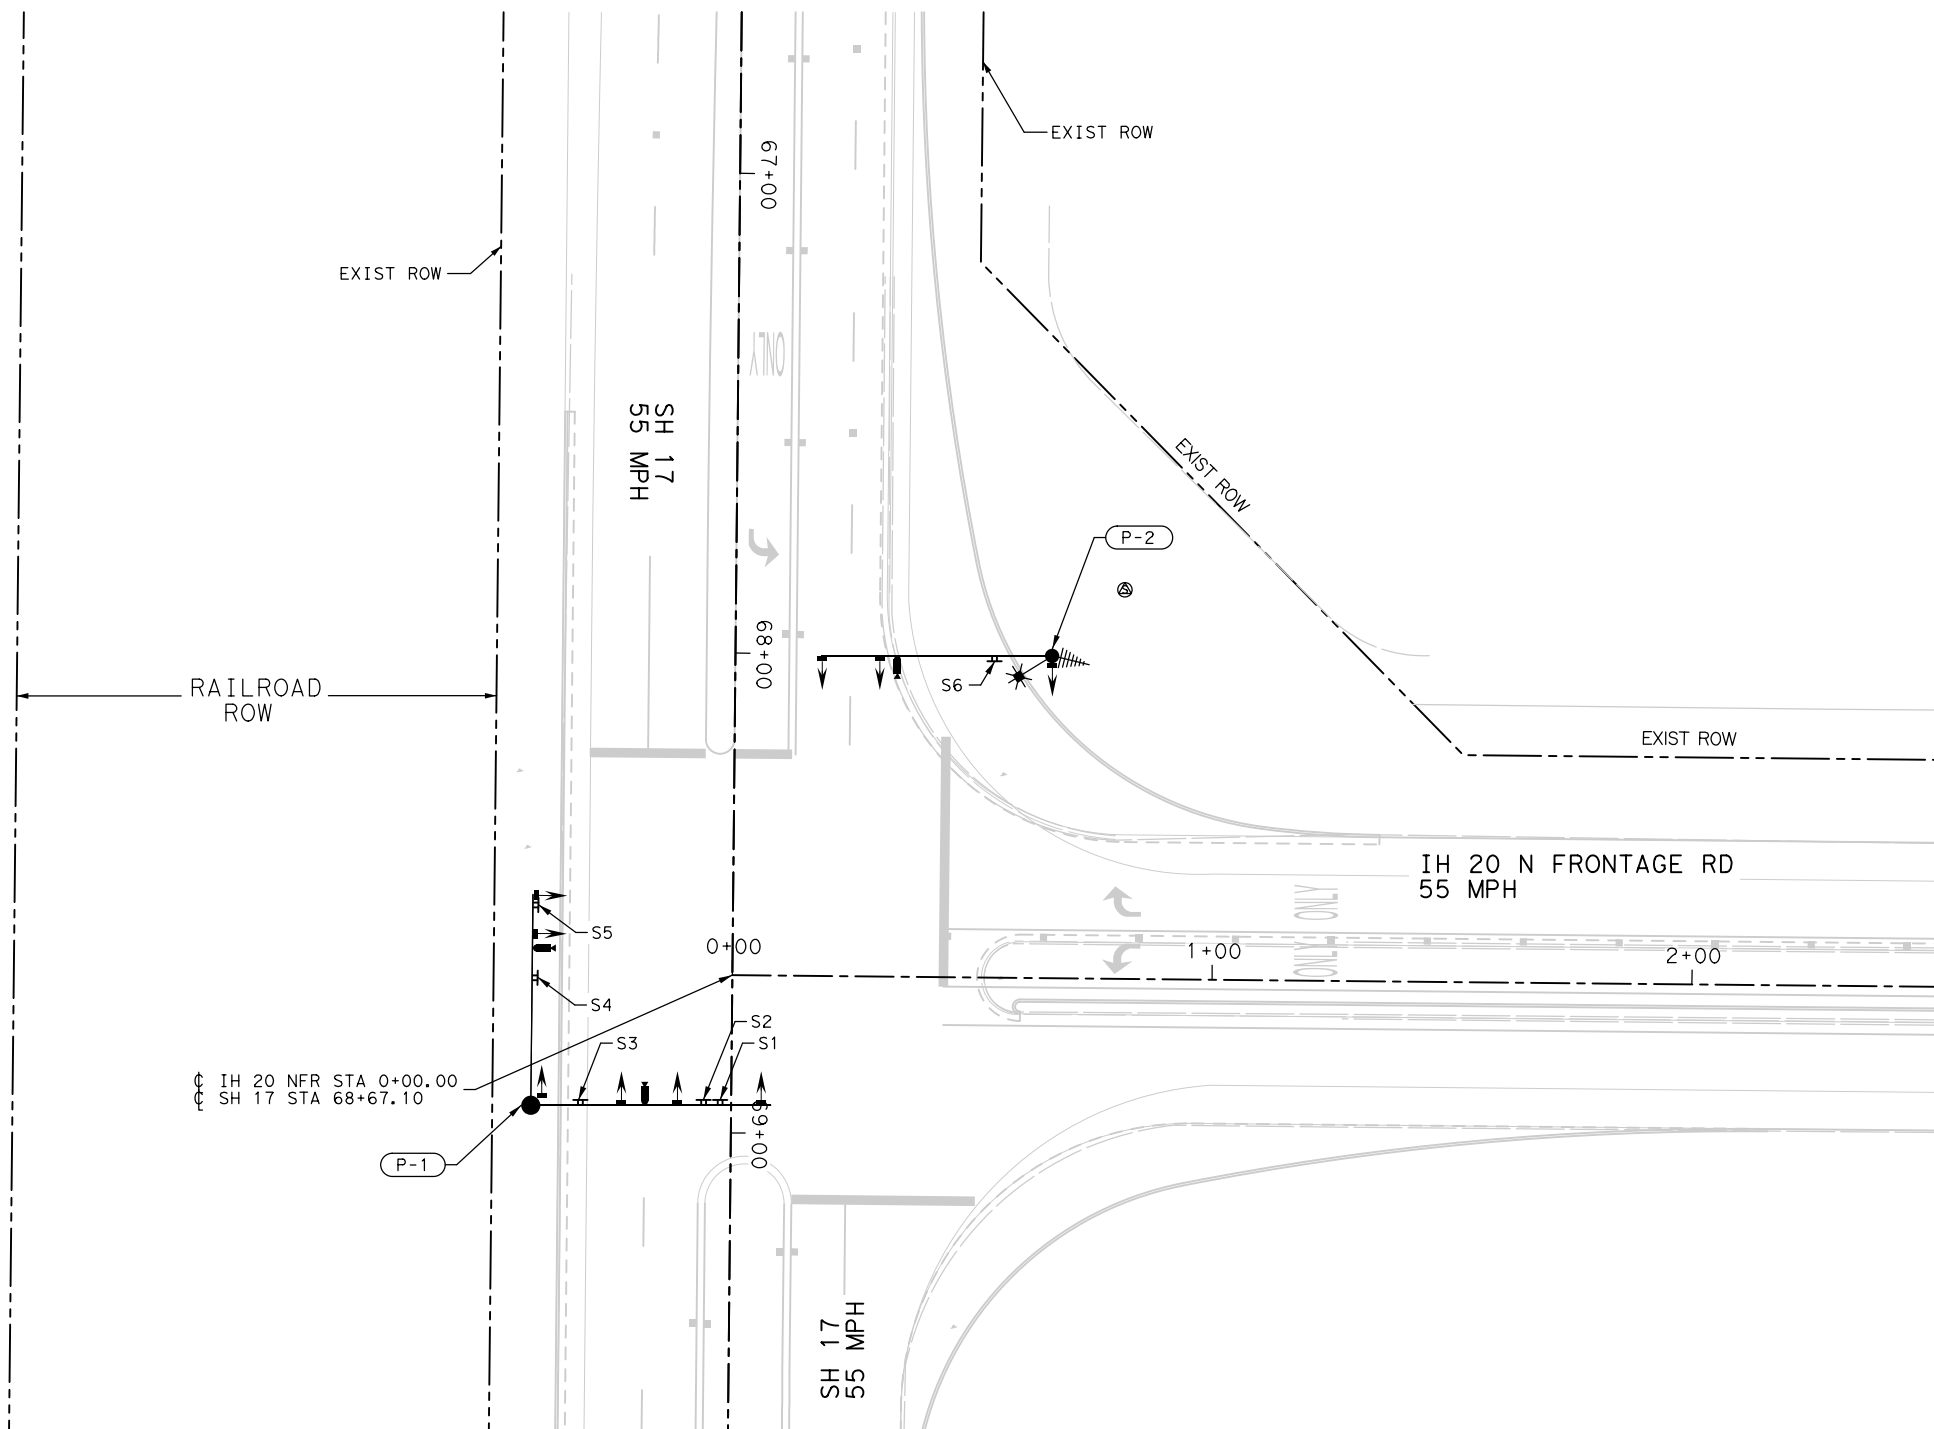 EXIST ROW
67+00
EXIST ROW
ONLY
SH 17
55 MPH
EXIST ROW
P-2
68+00
S6
RAILROAD
ROW
EXIST ROW
IH 20 N FRONTAGE RD
55 MPH
ONLY
S5
0+00
1+00
2+00
ONLY
S4
S2
S3
S1
℄ IH 20 NFR STA 0+00.00
℄ SH 17 STA 68+67.10
69+00
P-1
SH 17
55 MPH